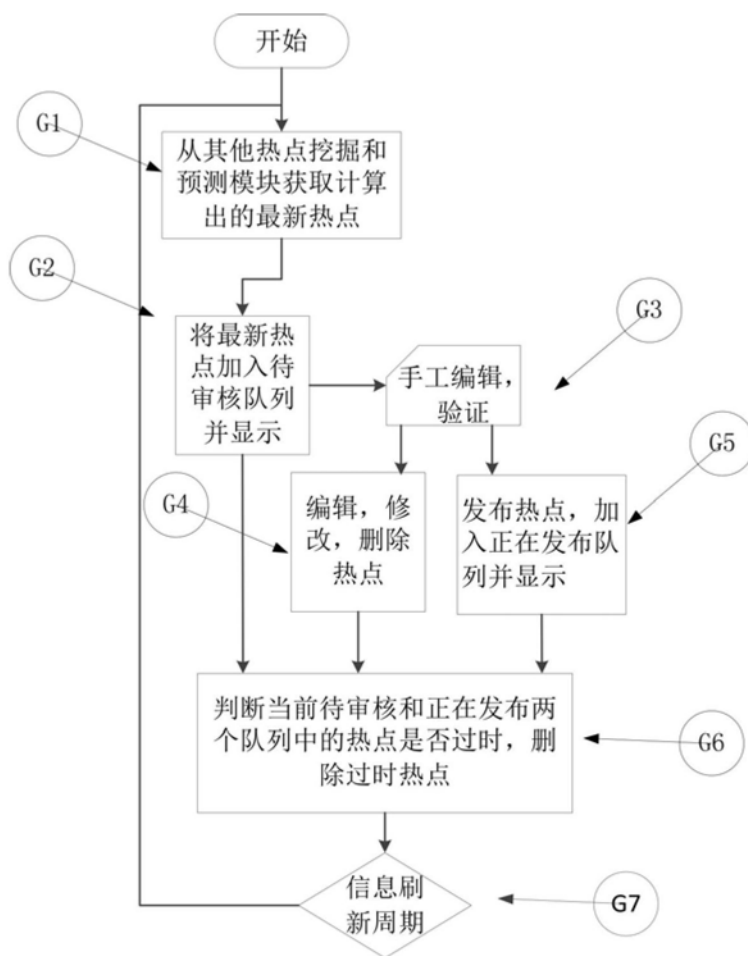 开始
G1
从其他热点挖掘和
预测模块获取计算
出的最新热点
G2
将最新热
点加入待
审核队列
并显示
G3
手工编辑，
验证
G4
编辑，修
改，删除
热点
G5
发布热点，加
入正在发布队
列并显示
判断当前待审核和正在发布两
个队列中的热点是否过时，删
除过时热点
G6
信息刷
新周期
G7